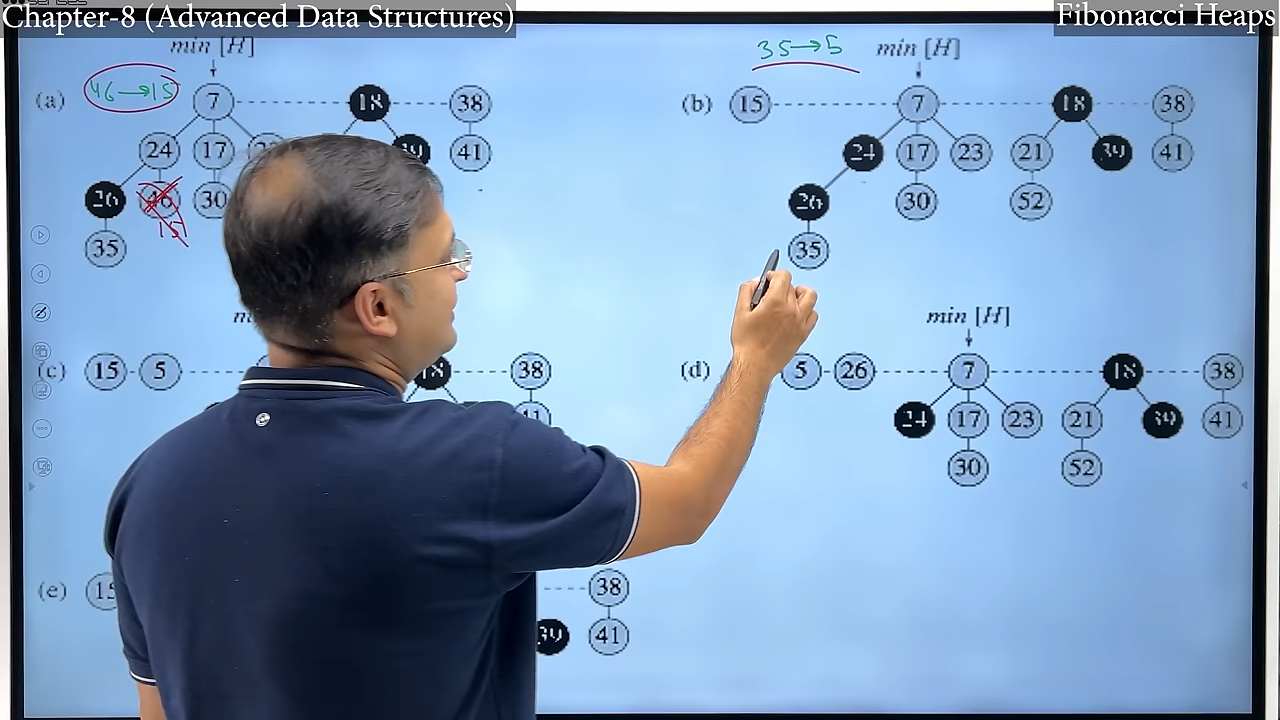 Chapter-8 (Advanced Data Structures)
Fibonacci Heaps
min [H]
(a) 46→15 7 18 38
24 17 41
26 46 30
15
35
35→5 min [H]
(b) 15 7 18 38
24 17 23 21 39 41
26 30 52
35
(c) 15 5 38
min [H]
(d) 5 26 7 18 38
24 17 23 21 39 41
30 52
(e) 15 38
39 41